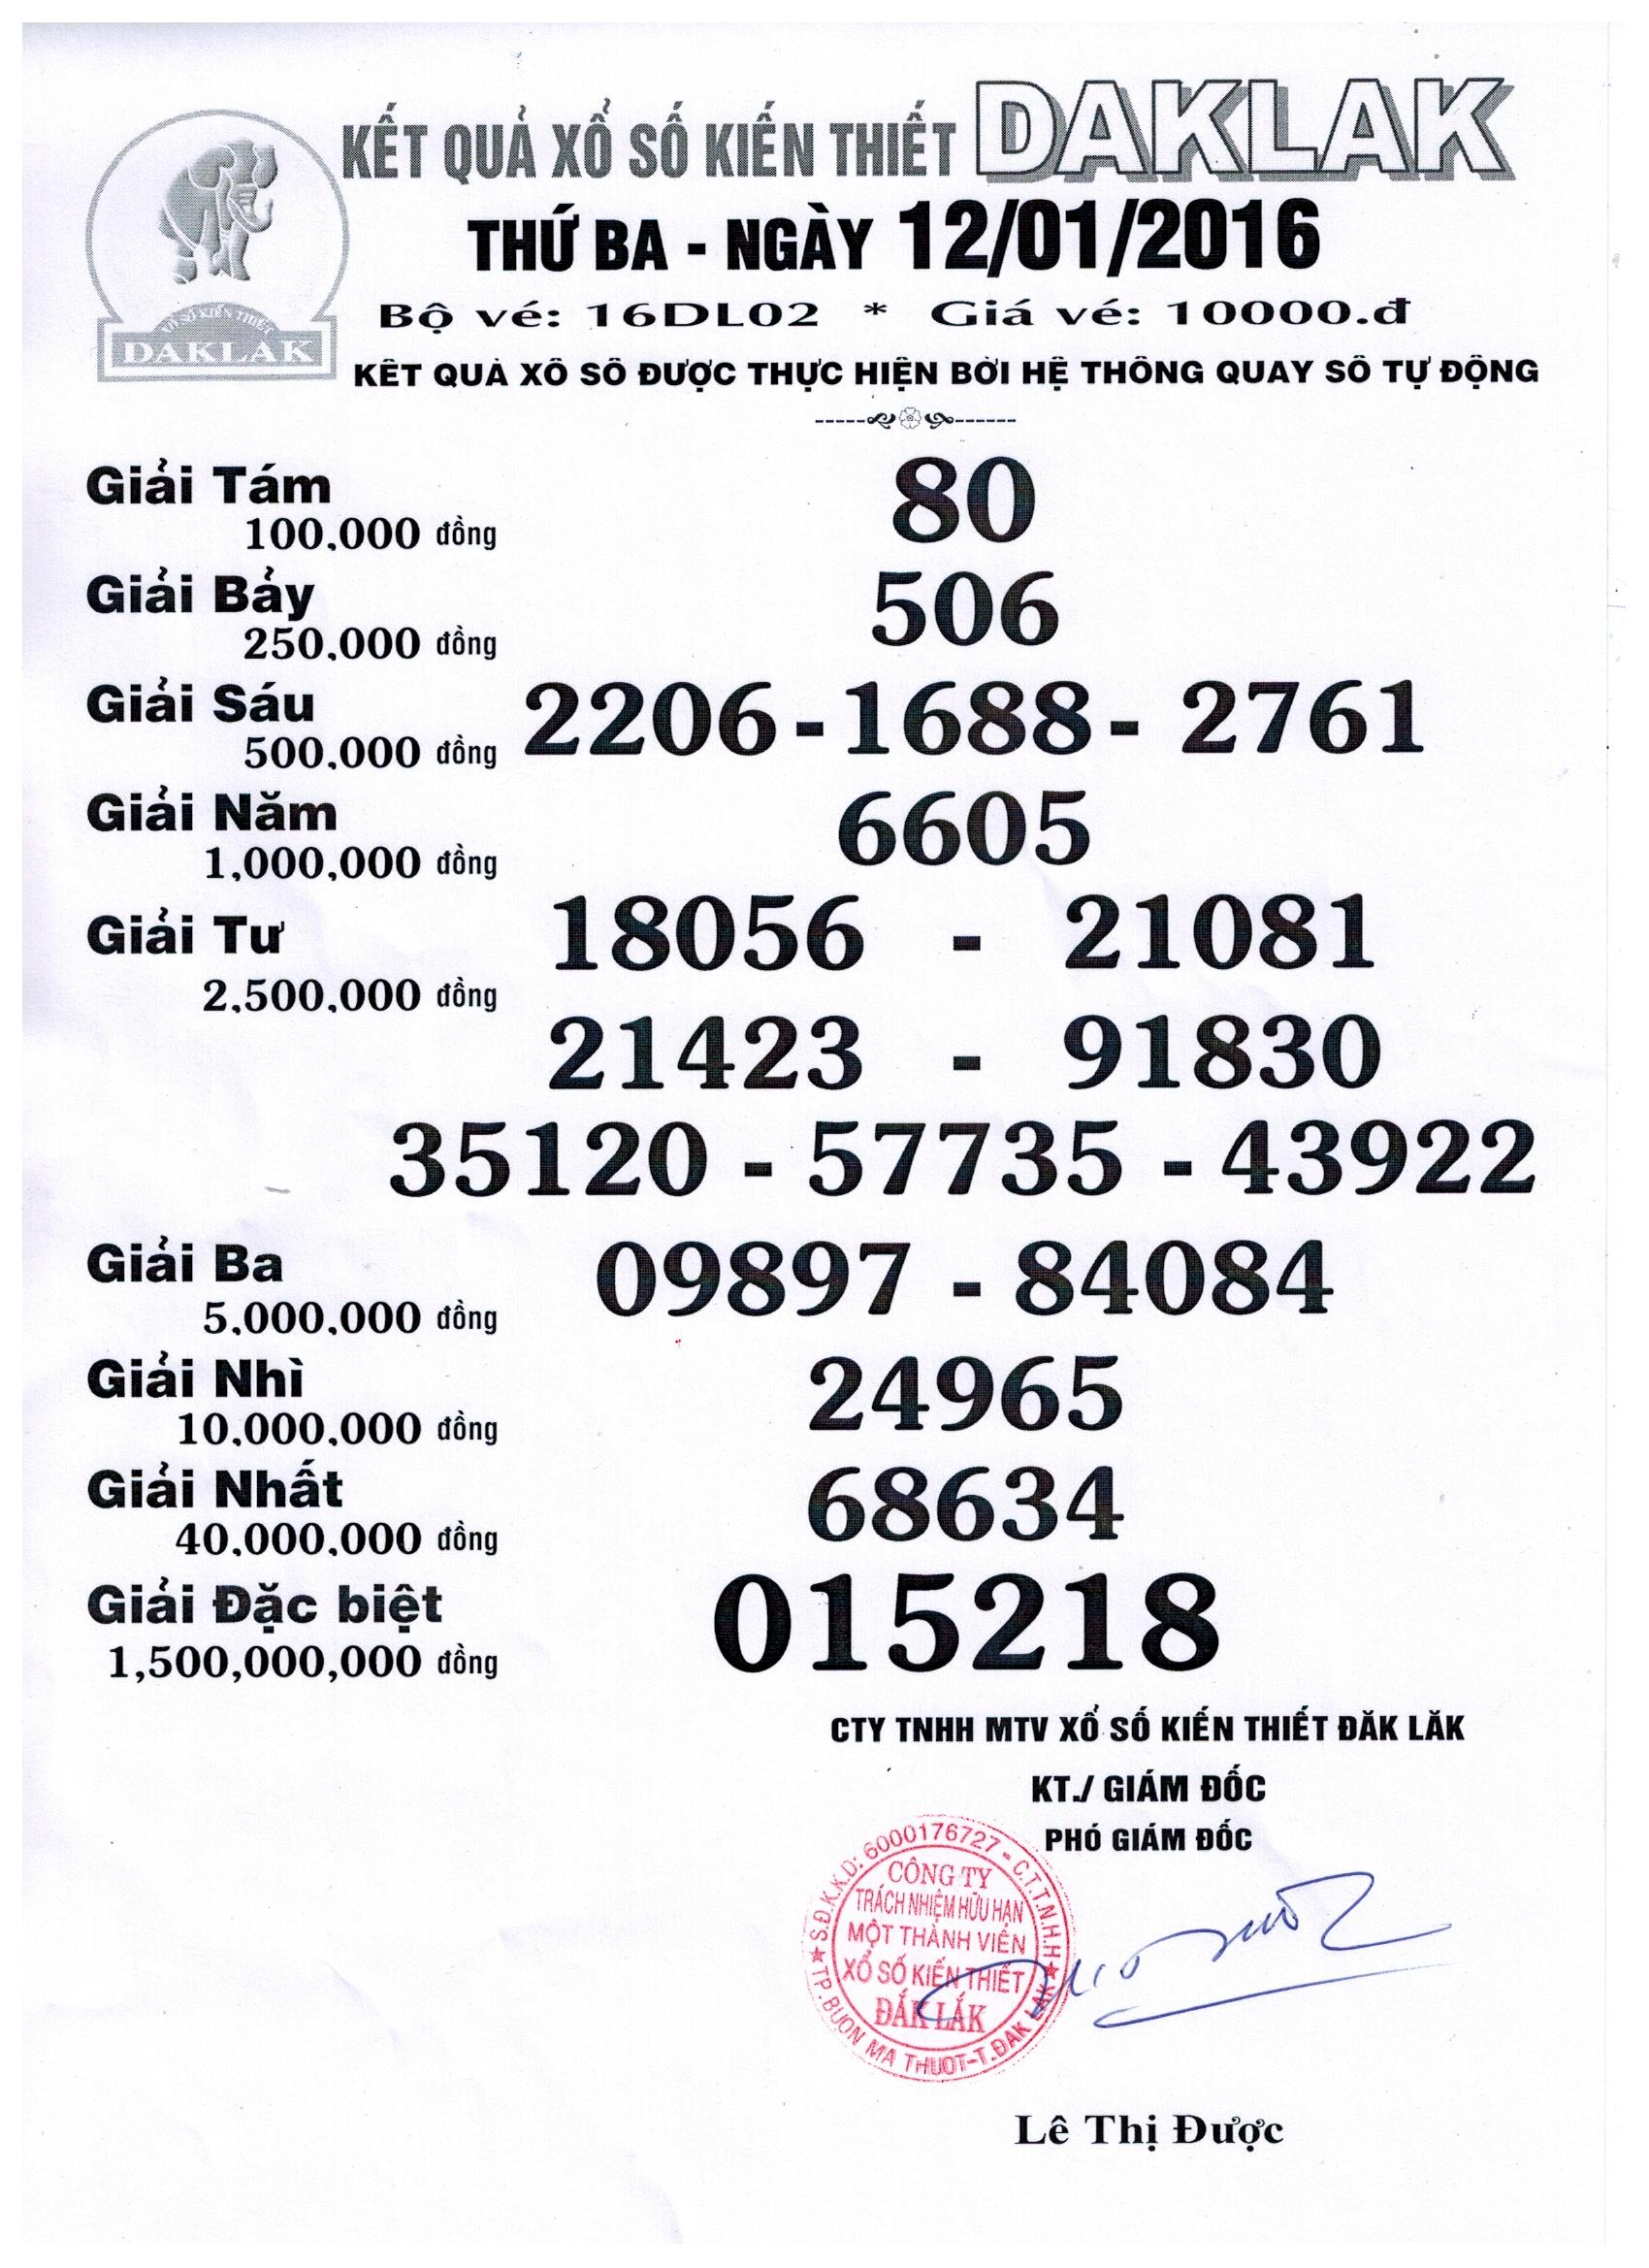 KẾT QUẢ XỔ SỐ KIẾN THIẾT DAKLAK
THỨ BA - NGÀY 12/01/2016
Bộ vé: 16DL02 * Giá vé: 10000.đ
XỔ SỐ KIẾN THIẾT
DAKLAK
KẾT QUẢ XỔ SỐ ĐƯỢC THỰC HIỆN BỞI HỆ THỐNG QUAY SỐ TỰ ĐỘNG
Giải Tám 80
100,000 đồng
Giải Bảy 506
250,000 đồng
Giải Sáu 2206 - 1688 - 2761
500,000 đồng
Giải Năm 6605
1,000,000 đồng
Giải Tư 18056 - 21081
2,500,000 đồng
21423 - 91830
35120 - 57735 - 43922
Giải Ba 09897 - 84084
5,000,000 đồng
Giải Nhì 24965
10,000,000 đồng
Giải Nhất 68634
40,000,000 đồng
Giải Đặc biệt 015218
1,500,000,000 đồng
CTY TNHH MTV XỔ SỐ KIẾN THIẾT ĐĂK LĂK
KT./ GIÁM ĐỐC
PHÓ GIÁM ĐỐC
S.Đ.K.K.D: 6000176727 - C.T.T.N.H.H
CÔNG TY
TRÁCH NHIỆM HỮU HẠN
MỘT THÀNH VIÊN
XỔ SỐ KIẾN THIẾT
ĐẮK LẮK
TP.BUÔN MA THUỘT-T.ĐAK LAK
Lê Thị Được